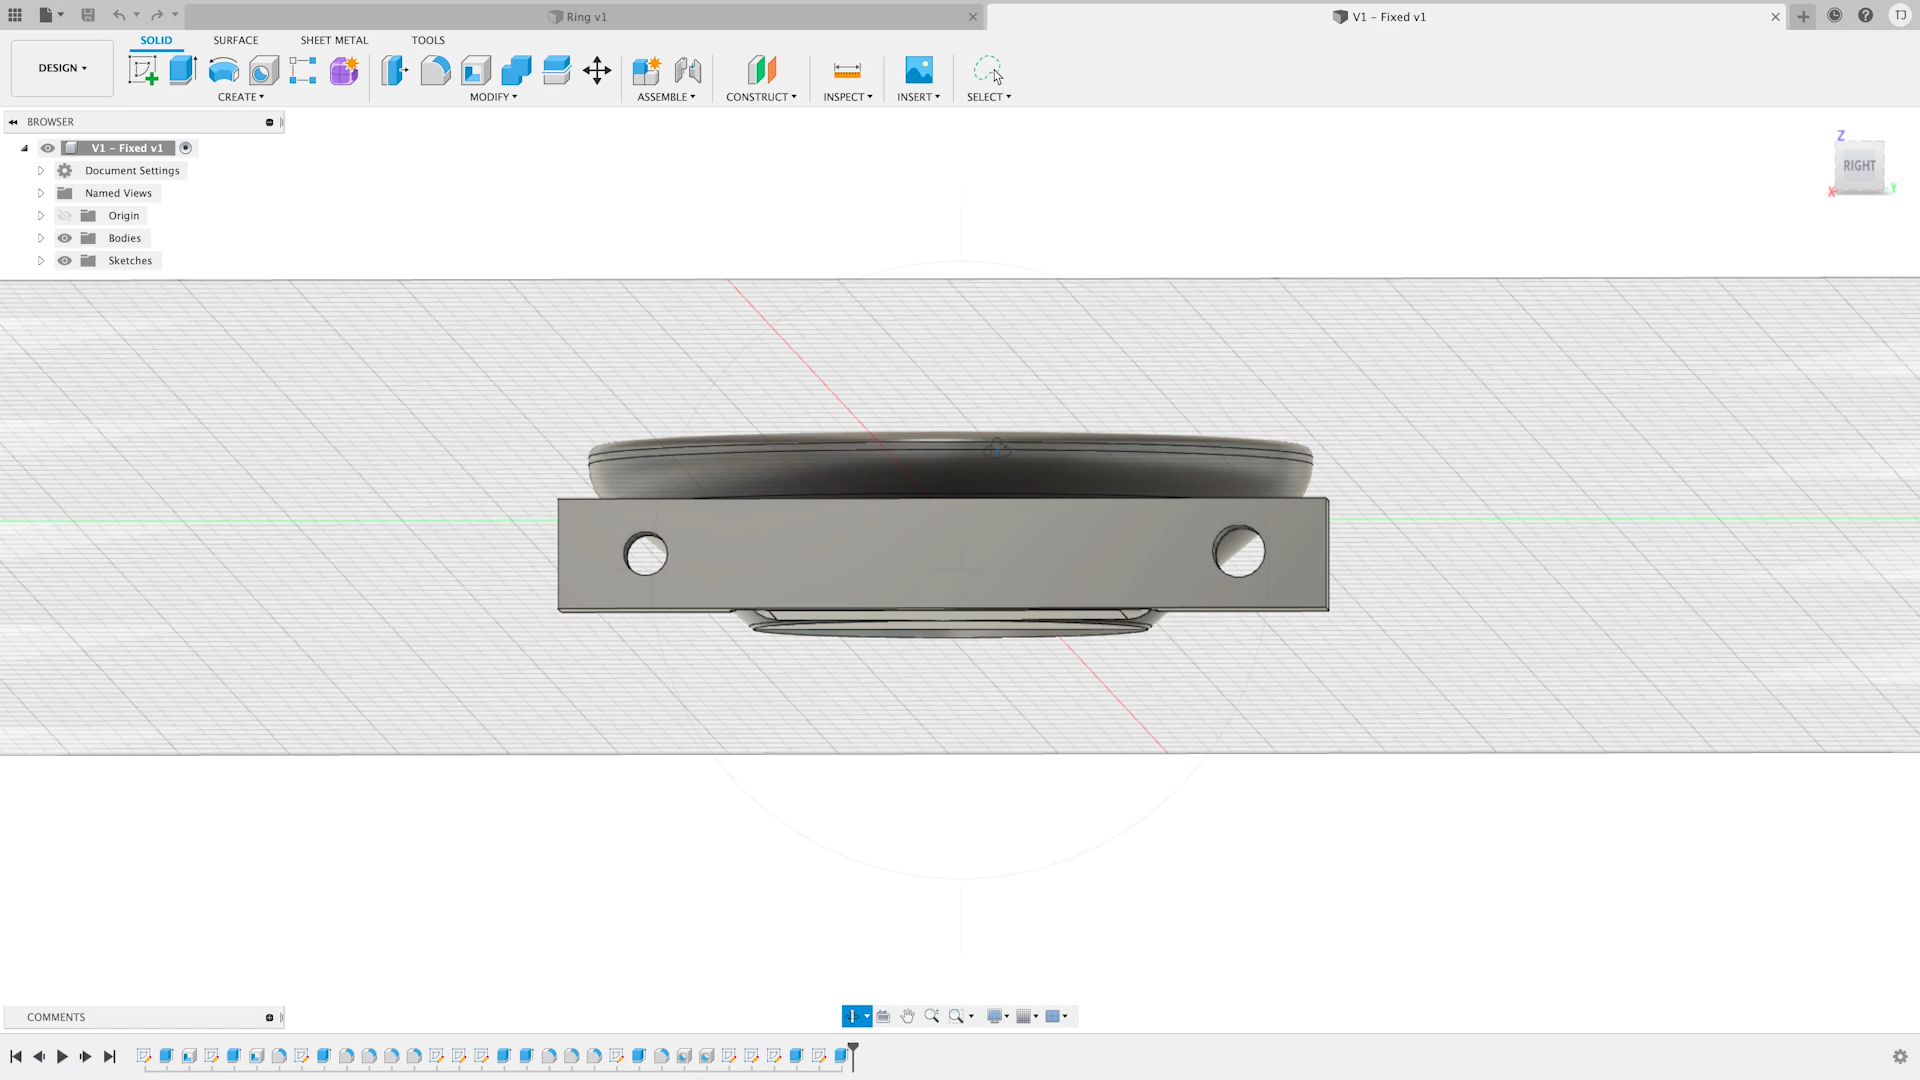 Ring v1
V1 – Fixed v1
TJ
DESIGN
SOLID
SURFACE
SHEET METAL
TOOLS
CREATE
MODIFY
ASSEMBLE
CONSTRUCT
INSPECT
INSERT
SELECT
BROWSER
V1 – Fixed v1
Document Settings
Named Views
Origin
Bodies
Sketches
Z
RIGHT
X
Y
COMMENTS